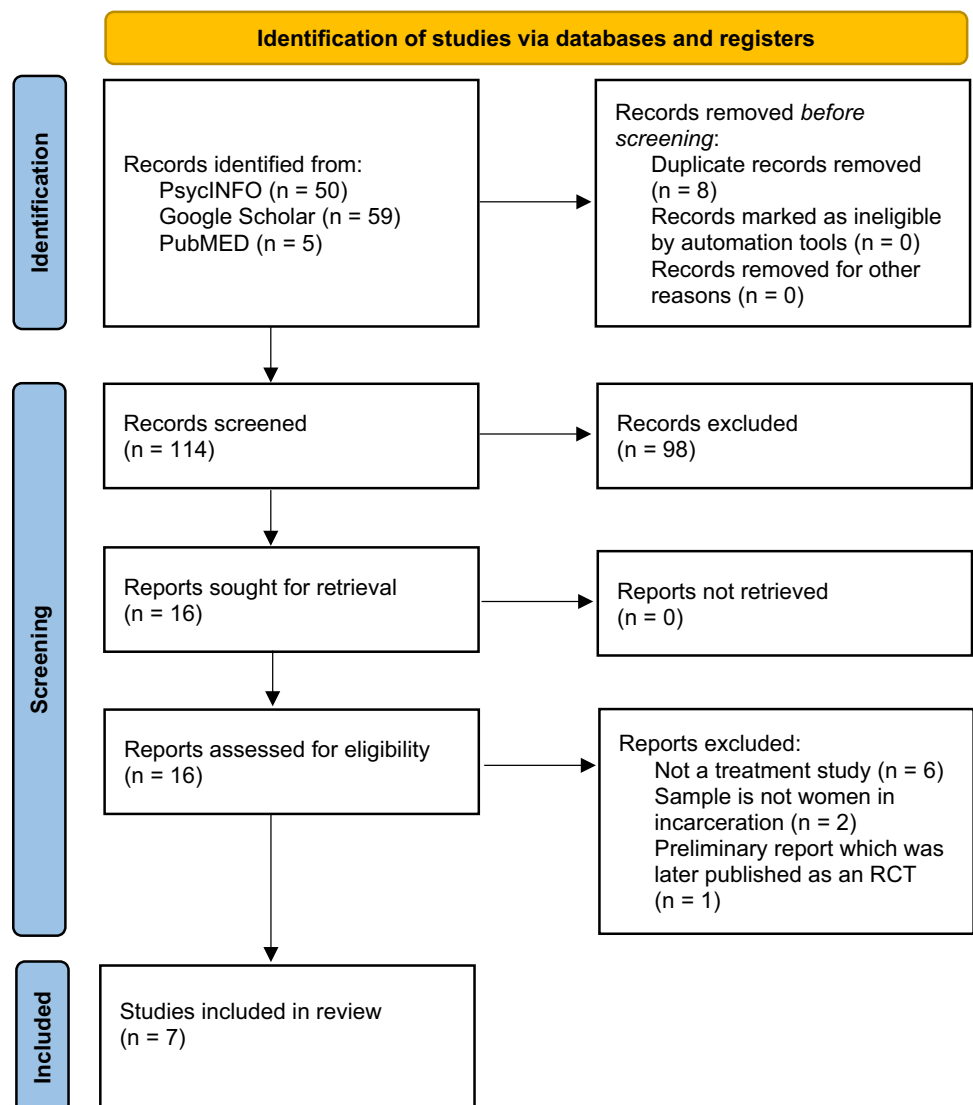 Identification of studies via databases and registers
Identification
Records identified from:
PsycINFO (n = 50)
Google Scholar (n = 59)
PubMED (n = 5)
Records removed before
screening:
Duplicate records removed
(n = 8)
Records marked as ineligible
by automation tools (n = 0)
Records removed for other
reasons (n = 0)
Screening
Records screened
(n = 114)
Records excluded
(n = 98)
Reports sought for retrieval
(n = 16)
Reports not retrieved
(n = 0)
Reports assessed for eligibility
(n = 16)
Reports excluded:
Not a treatment study (n = 6)
Sample is not women in
incarceration (n = 2)
Preliminary report which was
later published as an RCT
(n = 1)
Included
Studies included in review
(n = 7)